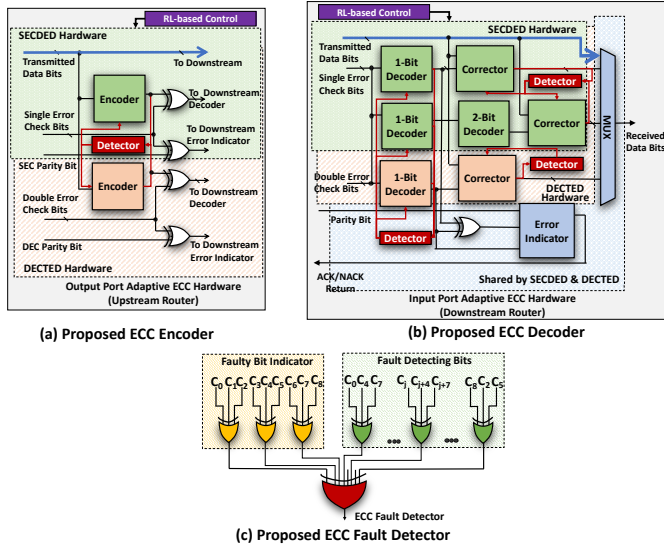 RL-based Control
SECDED Hardware
Transmitted
Data Bits
To Downstream
Encoder
To Downstream
Decoder
Single Error
Check Bits
To Downstream
Error Indicator
Detector
SEC Parity Bit
Encoder
Double Error
Check Bits
To Downstream
Decoder
DEC Parity Bit
To Downstream
Error Indicator
DECTED Hardware
Output Port Adaptive ECC Hardware
(Upstream Router)
(a) Proposed ECC Encoder
RL-based Control
SECDED Hardware
Transmitted
Data Bits
Single Error
Check Bits
1-Bit
Decoder
Corrector
Detector
1-Bit
Decoder
2-Bit
Decoder
Corrector
MUX
Received
Data Bits
Double Error
Check Bits
1-Bit
Decoder
Corrector
Detector
DECTED
Hardware
Parity Bit
Detector
Error
Indicator
ACK/NACK
Return
Shared by SECDED & DECTED
Input Port Adaptive ECC Hardware
(Downstream Router)
(b) Proposed ECC Decoder
Faulty Bit Indicator
C0 C1 C2 C3 C4 C5 C6 C7 C8
Fault Detecting Bits
C0 C4 C7 Cj Cj+4 Cj+7 C8 C2 C5
ECC Fault Detector
(c) Proposed ECC Fault Detector